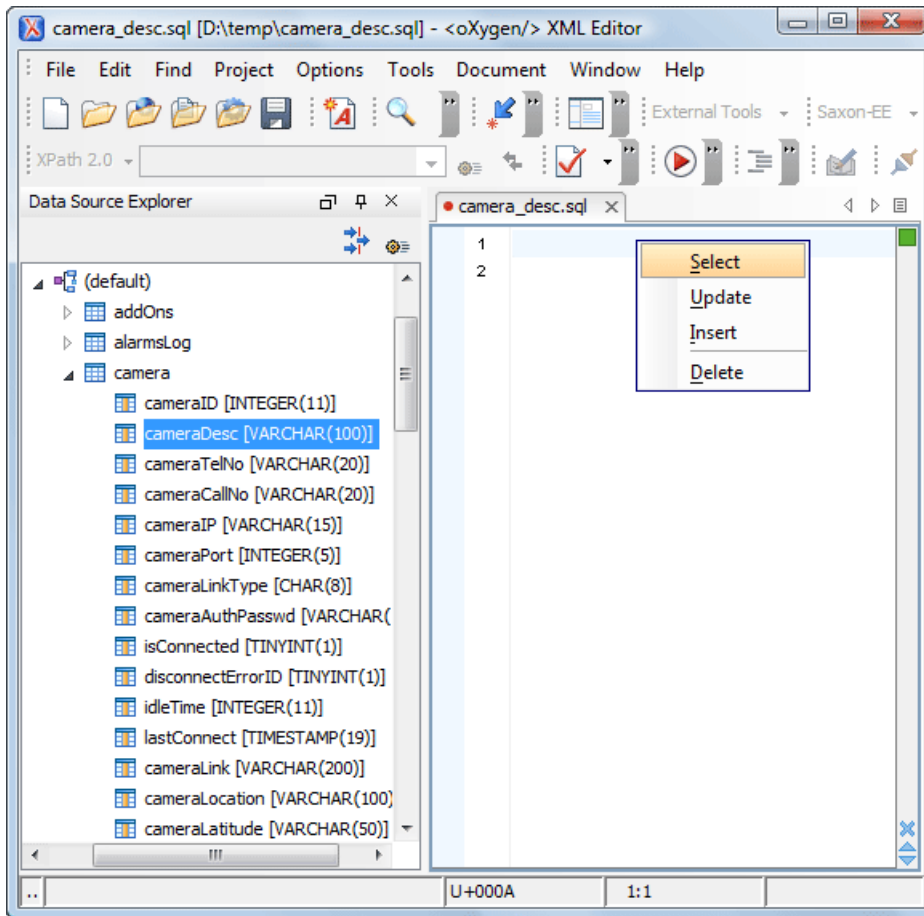 camera_desc.sql [D:\temp\camera_desc.sql] - <oXygen/> XML Editor
File Edit Find Project Options Tools Document Window Help
External Tools Saxon-EE
XPath 2.0
Data Source Explorer
camera_desc.sql
(default)
addOns
alarmsLog
camera
cameraID [INTEGER(11)]
cameraDesc [VARCHAR(100)]
cameraTelNo [VARCHAR(20)]
cameraCallNo [VARCHAR(20)]
cameraIP [VARCHAR(15)]
cameraPort [INTEGER(5)]
cameraLinkType [CHAR(8)]
cameraAuthPasswd [VARCHAR(
isConnected [TINYINT(1)]
disconnectErrorID [TINYINT(1)]
idleTime [INTEGER(11)]
lastConnect [TIMESTAMP(19)]
cameraLink [VARCHAR(200)]
cameraLocation [VARCHAR(100)
cameraLatitude [VARCHAR(50)]
1
2
Select
Update
Insert
Delete
..
U+000A
1:1